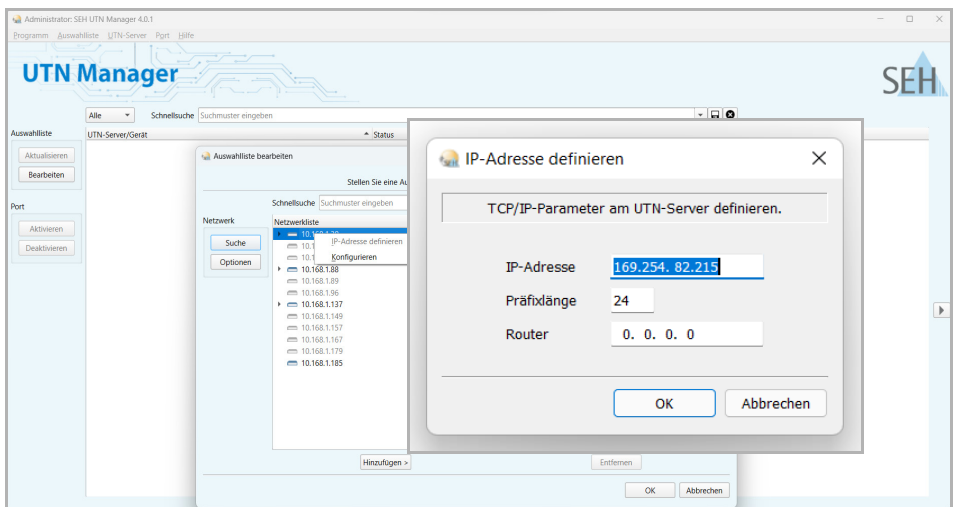 Administrator: SEH UTN Manager 4.0.1
Programm Auswahlliste UTN-Server Port Hilfe
UTN Manager
SEH
Alle Schnellsuche Suchmuster eingeben
Auswahlliste
UTN-Server/Gerät Status
Aktualisieren
Bearbeiten
Port
Aktivieren
Deaktivieren
Auswahlliste bearbeiten
Stellen Sie eine
Schnellsuche Suchmuster eingeben
Netzwerk
Netzwerkliste
Suche
Optionen
IP-Adresse definieren
Konfigurieren
10.168.1.88
10.168.1.89
10.168.1.96
10.168.1.137
10.168.1.149
10.168.1.157
10.168.1.167
10.168.1.179
10.168.1.185
Hinzufügen >
Entfernen
OK Abbrechen
IP-Adresse definieren
TCP/IP-Parameter am UTN-Server definieren.
IP-Adresse 169.254. 82.215
Präfixlänge 24
Router 0. 0. 0. 0
OK Abbrechen